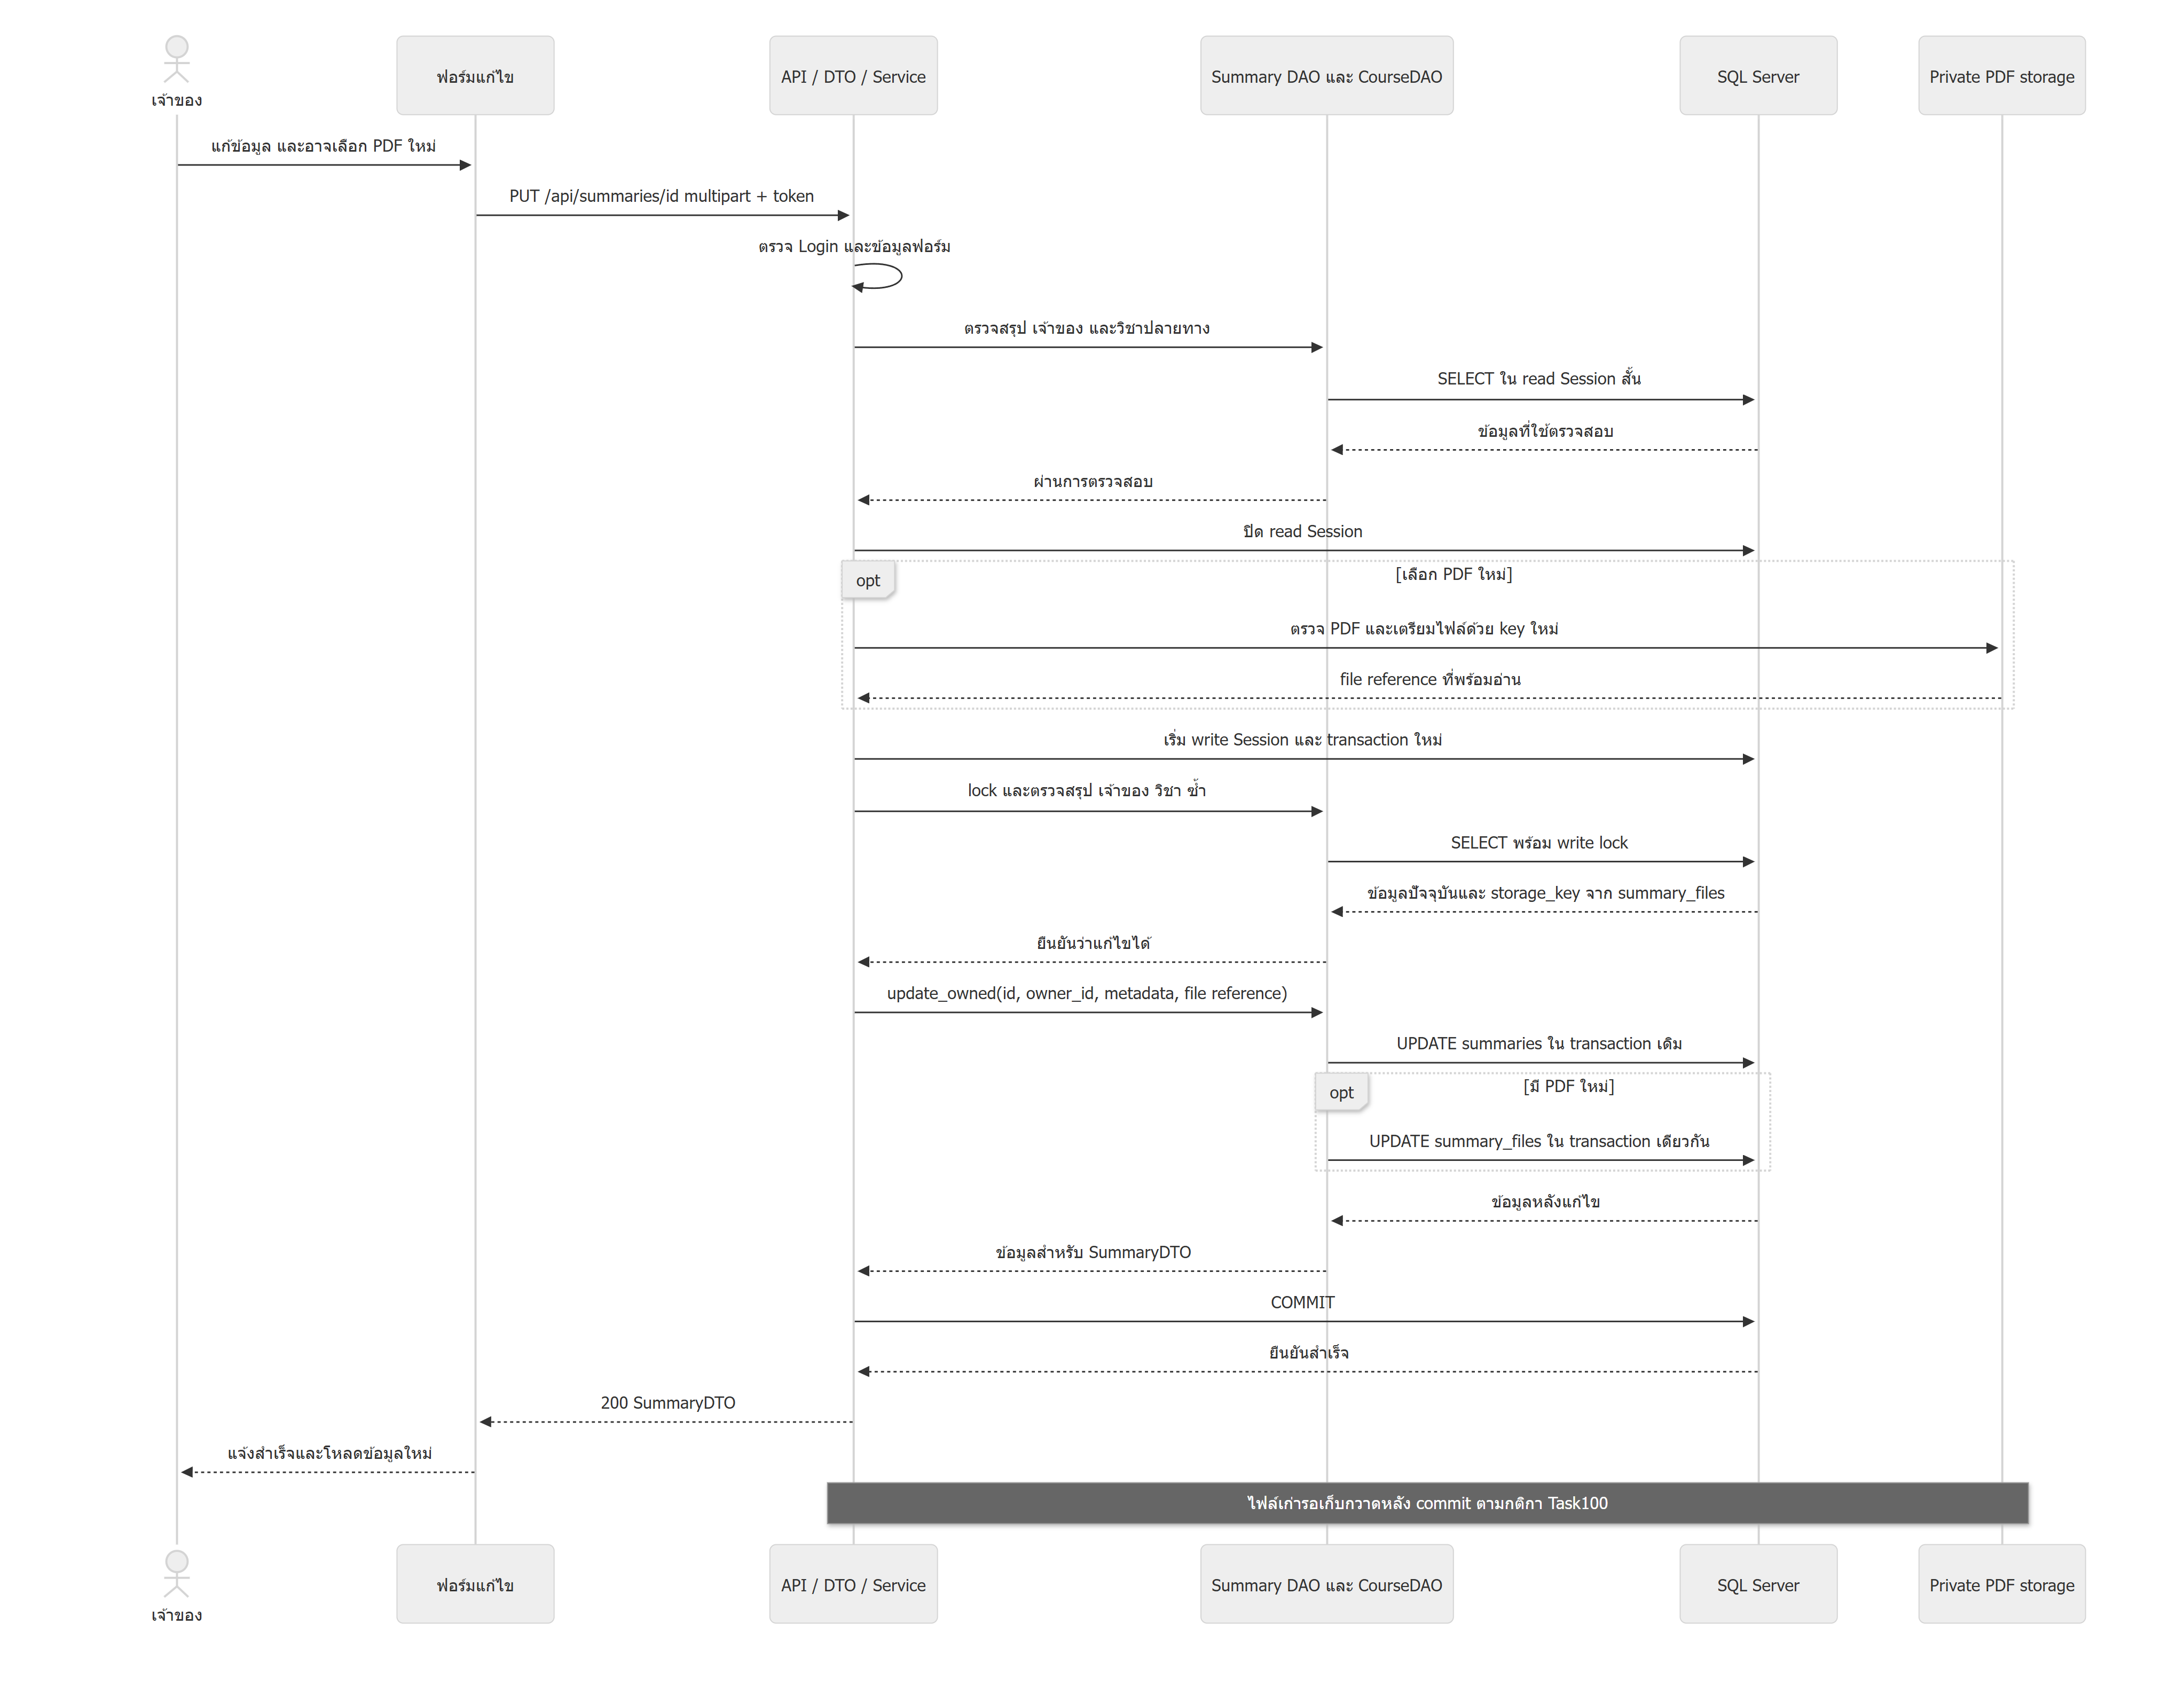 เจ้าของ
ฟอร์มแก้ไข
API / DTO / Service
Summary DAO และ CourseDAO
SQL Server
Private PDF storage
แก้ข้อมูล และอาจเลือก PDF ใหม่
PUT /api/summaries/id multipart + token
ตรวจ Login และข้อมูลฟอร์ม
ตรวจสรุป เจ้าของ และวิชาปลายทาง
SELECT ใน read Session สั้น
ข้อมูลที่ใช้ตรวจสอบ
ผ่านการตรวจสอบ
ปิด read Session
opt
[เลือก PDF ใหม่]
ตรวจ PDF และเตรียมไฟล์ด้วย key ใหม่
file reference ที่พร้อมอ่าน
เริ่ม write Session และ transaction ใหม่
lock และตรวจสรุป เจ้าของ วิชา ซ้ำ
SELECT พร้อม write lock
ข้อมูลปัจจุบันและ storage_key จาก summary_files
ยืนยันว่าแก้ไขได้
update_owned(id, owner_id, metadata, file reference)
UPDATE summaries ใน transaction เดิม
opt
[มี PDF ใหม่]
UPDATE summary_files ใน transaction เดียวกัน
ข้อมูลหลังแก้ไข
ข้อมูลสำหรับ SummaryDTO
COMMIT
ยืนยันสำเร็จ
200 SummaryDTO
แจ้งสำเร็จและโหลดข้อมูลใหม่
ไฟล์เก่ารอเก็บกวาดหลัง commit ตามกติกา Task100
เจ้าของ
ฟอร์มแก้ไข
API / DTO / Service
Summary DAO และ CourseDAO
SQL Server
Private PDF storage